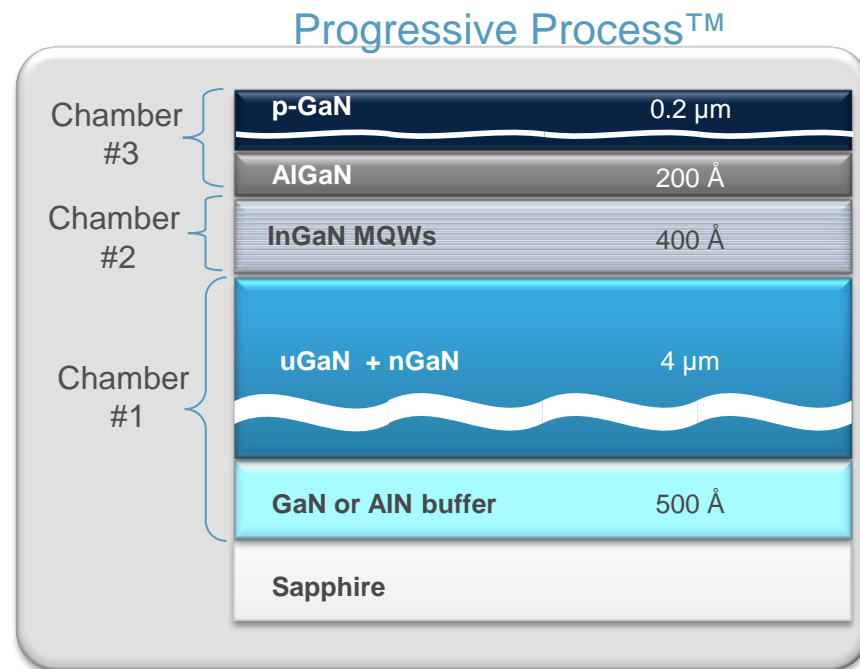 Progressive Process™
Chamber
#3
p-GaN 0.2 μm
AlGaN 200 Å
Chamber
#2
InGaN MQWs 400 Å
Chamber
#1
uGaN + nGaN 4 μm
GaN or AlN buffer 500 Å
Sapphire